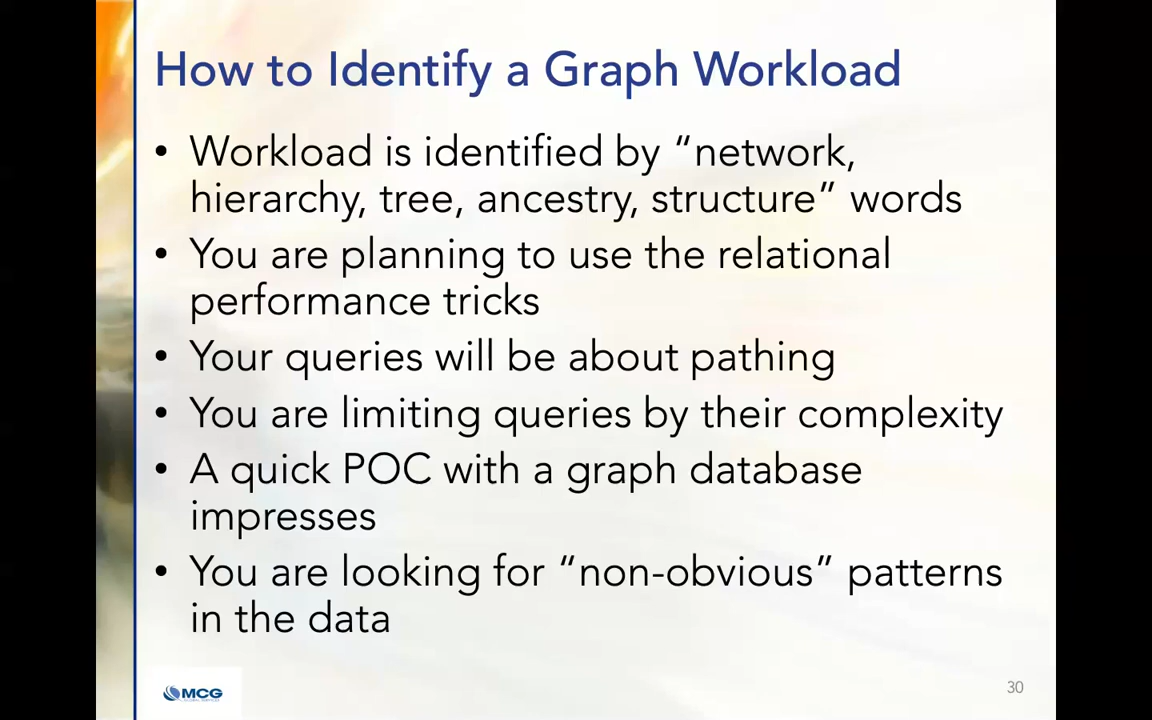 How to Identify a Graph Workload
• Workload is identified by “network,
hierarchy, tree, ancestry, structure” words
• You are planning to use the relational
performance tricks
• Your queries will be about pathing
• You are limiting queries by their complexity
• A quick POC with a graph database
impresses
• You are looking for “non-obvious” patterns
in the data
MCG
30